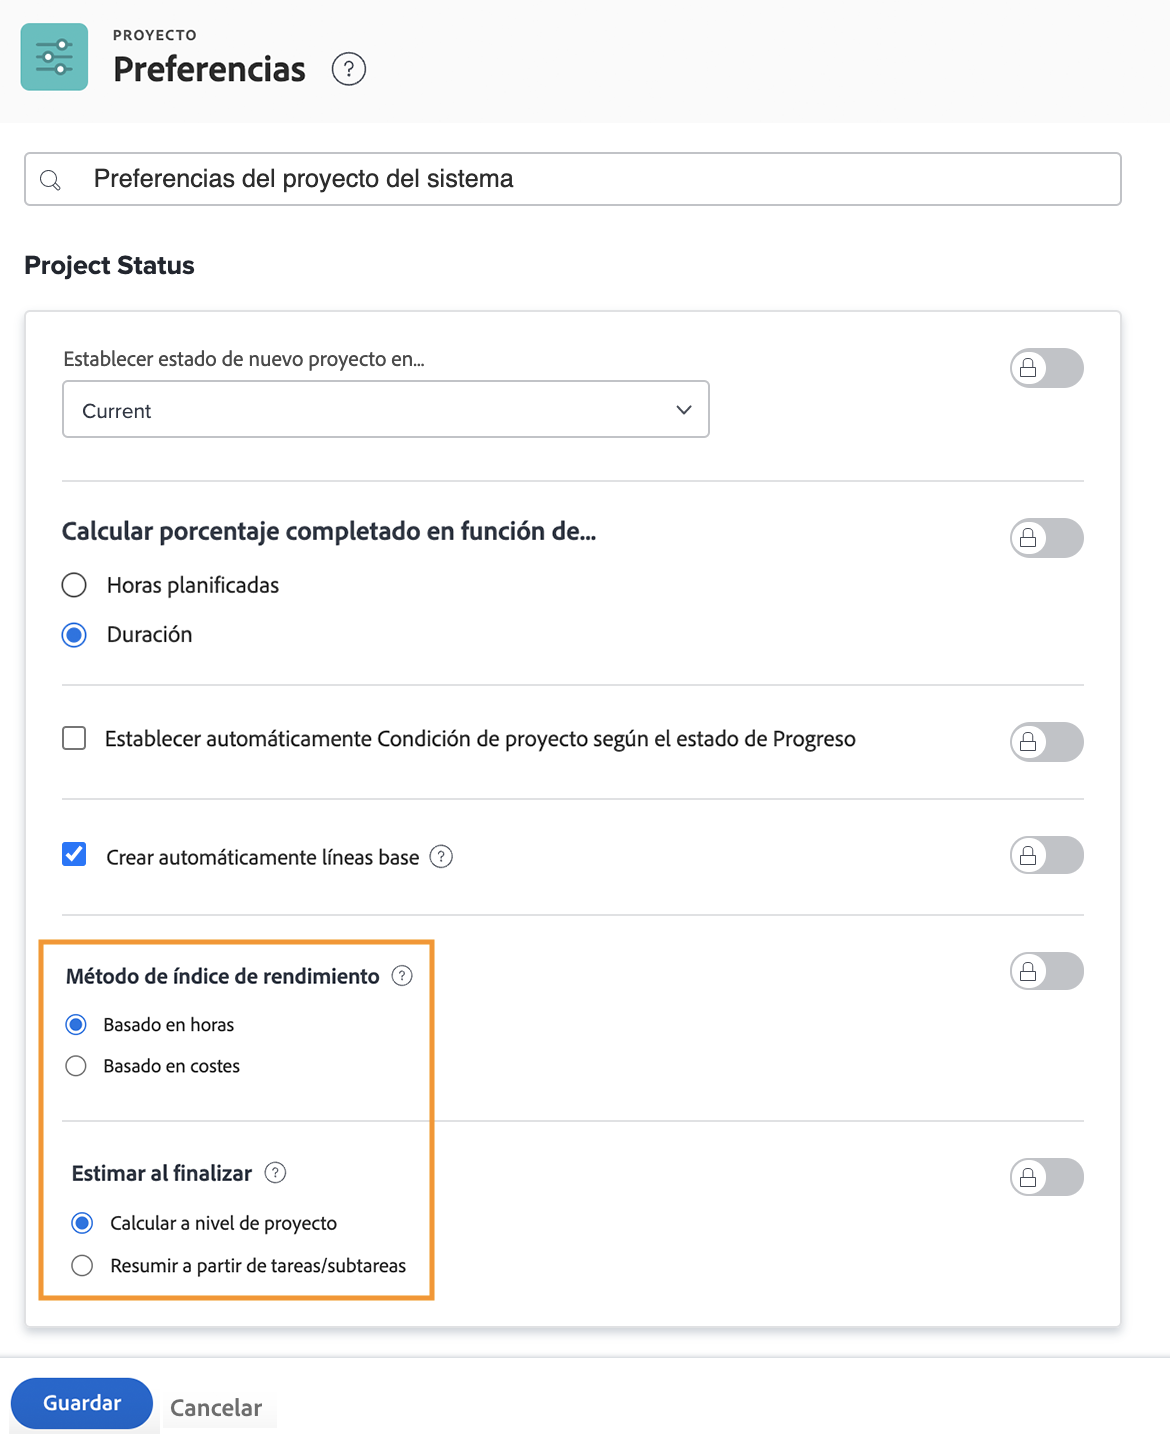 PROYECTO
Preferencias ?
Preferencias del proyecto del sistema
Project Status
Establecer estado de nuevo proyecto en...
Current
Calcular porcentaje completado en función de...
Horas planificadas
Duración
Establecer automáticamente Condición de proyecto según el estado de Progreso
Crear automáticamente líneas base ?
Método de índice de rendimiento ?
Basado en horas
Basado en costes
Estimar al finalizar ?
Calcular a nivel de proyecto
Resumir a partir de tareas/subtareas
Guardar Cancelar